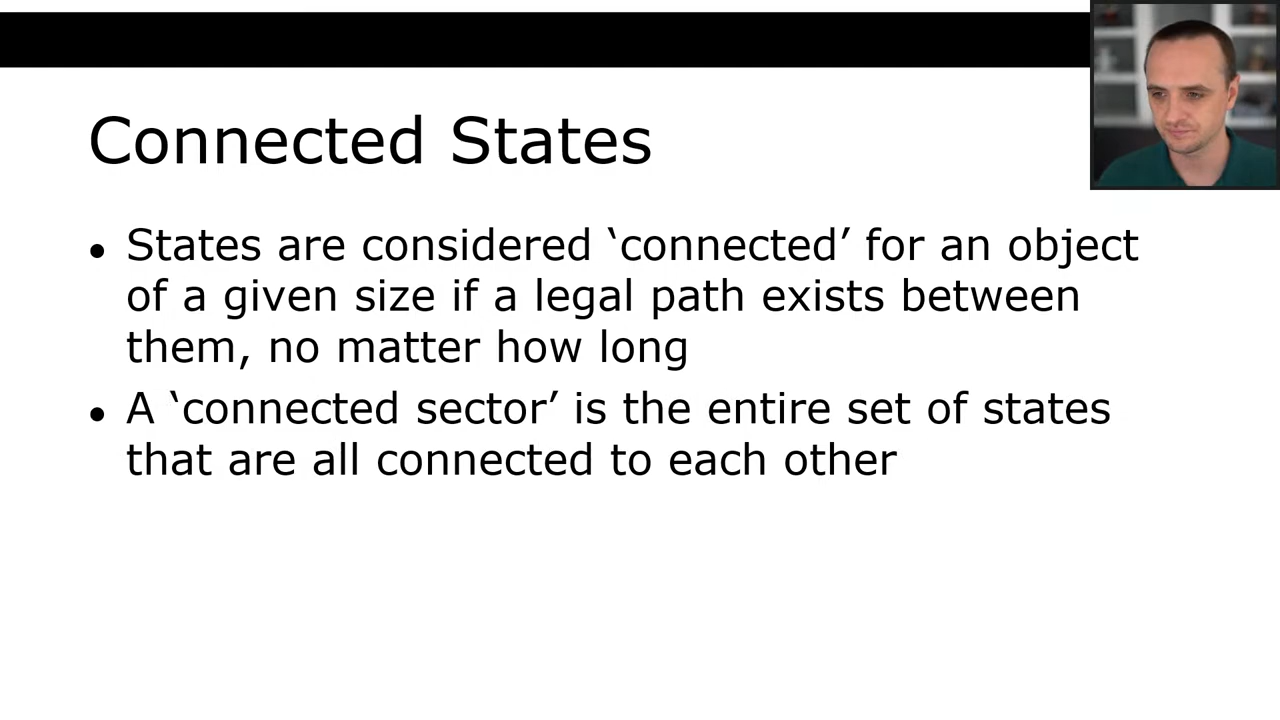 Connected States
• States are considered ‘connected’ for an object
of a given size if a legal path exists between
them, no matter how long
• A ‘connected sector’ is the entire set of states
that are all connected to each other